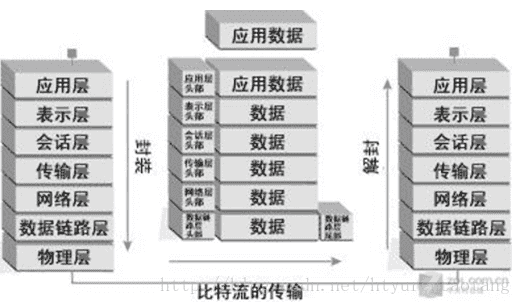 应用数据
应用层
表示层
会话层
传输层
网络层
数据链路层
物理层
封装
应用层头部
应用数据
表示层头部
数据
会话层头部
数据
传输层头部
数据
网络层头部
数据
数据链路层头部
数据
数据链路层尾部
解封
应用层
表示层
会话层
传输层
网络层
数据链路层
物理层
比特流的传输